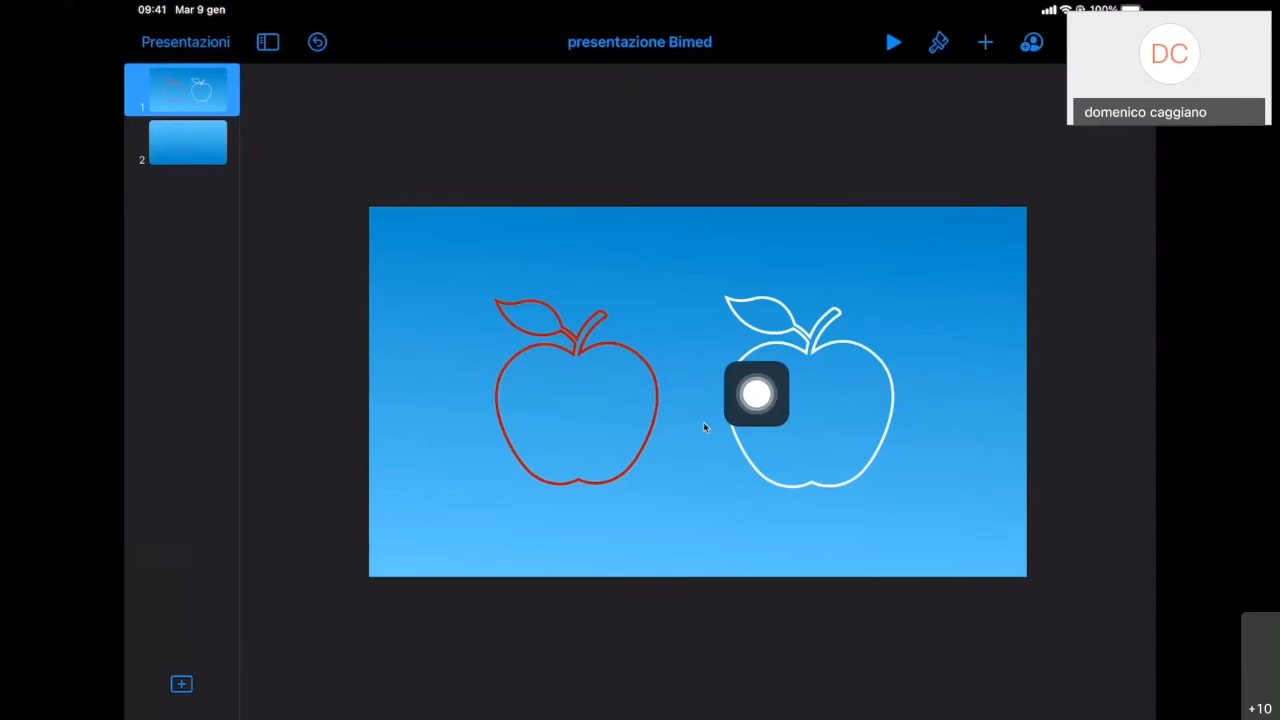 09:41 Mar 9 gen
100%
Presentazioni
presentazione Bimed
DC
domenico caggiano
1
2
+10